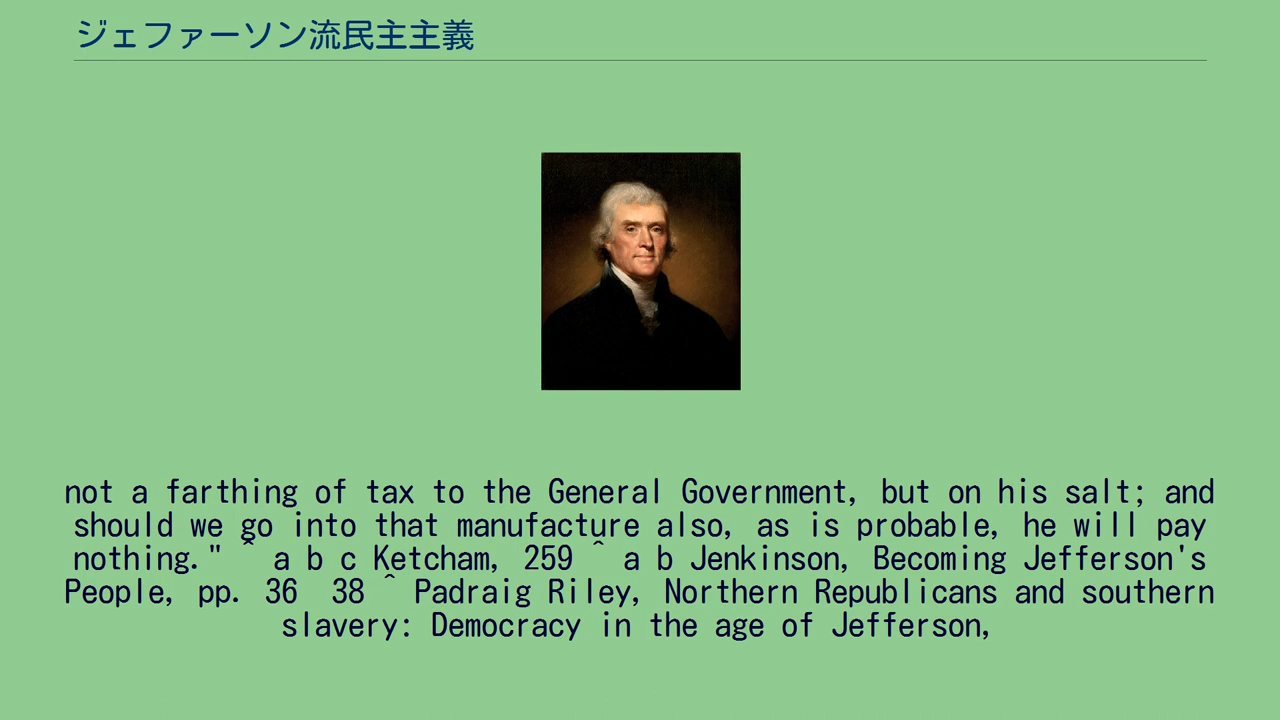 ジェファーソン流民主主義
not a farthing of tax to the General Government, but on his salt; and
should we go into that manufacture also, as is probable, he will pay
nothing." ^ a b c Ketcham, 259 ^ a b Jenkinson, Becoming Jefferson's
People, pp. 36 38 ^ Padraig Riley, Northern Republicans and southern
slavery: Democracy in the age of Jefferson,